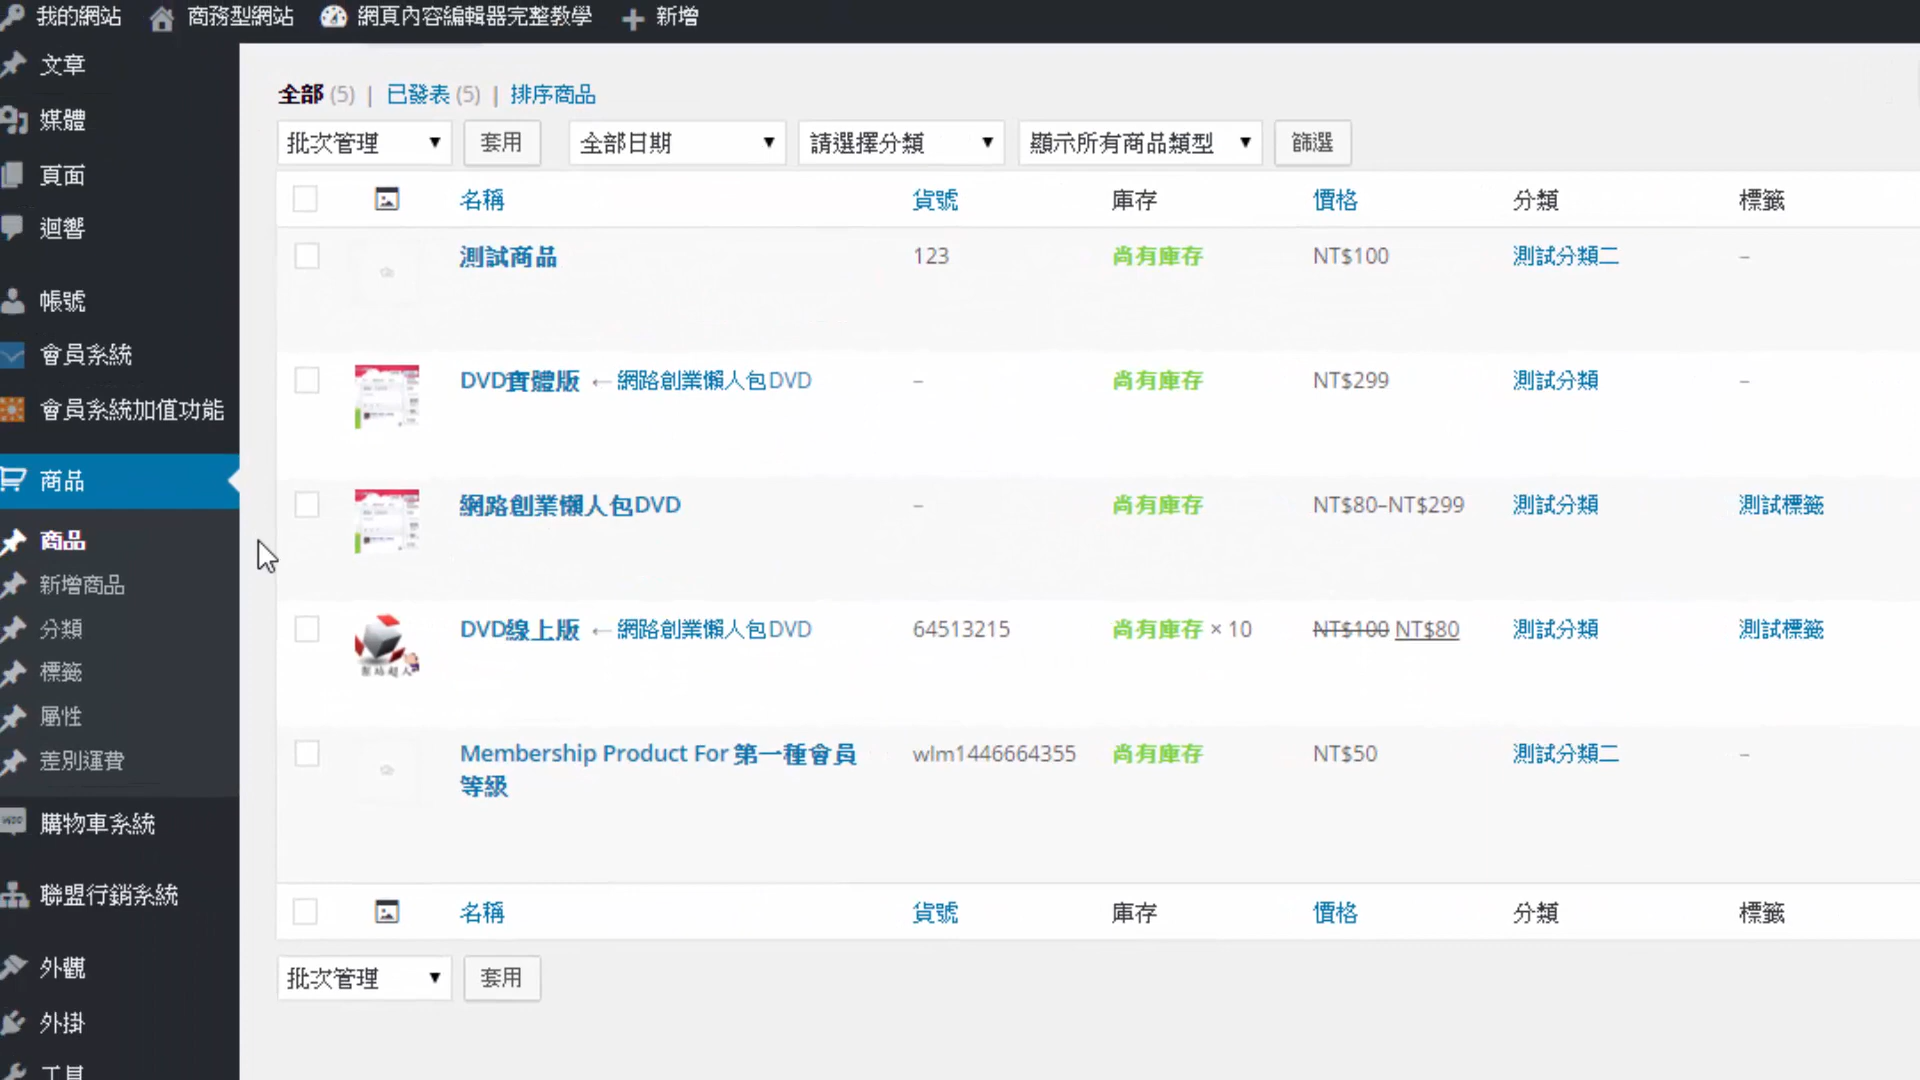 我的網站 商務型網站 網頁內容編輯器完整教學 新增
文章
媒體
頁面
迴響
帳號
會員系統
會員系統加值功能
商品
商品
新增商品
分類
標籤
屬性
差別運費
購物車系統
聯盟行銷系統
外觀
外掛
工具
全部 (5) | 已發表 (5) | 排序商品
批次管理 套用 全部日期 請選擇分類 顯示所有商品類型 篩選
名稱 貨號 庫存 價格 分類 標籤
測試商品 123 尚有庫存 NT$100 測試分類二 –
DVD實體版 ← 網路創業懶人包DVD – 尚有庫存 NT$299 測試分類 –
網路創業懶人包DVD – 尚有庫存 NT$80–NT$299 測試分類 測試標籤
DVD線上版 ← 網路創業懶人包DVD 64513215 尚有庫存 × 10 NT$100 NT$80 測試分類 測試標籤
Membership Product For 第一種會員 wlm1446664355 尚有庫存 NT$50 測試分類二 –
等級
名稱 貨號 庫存 價格 分類 標籤
批次管理 套用